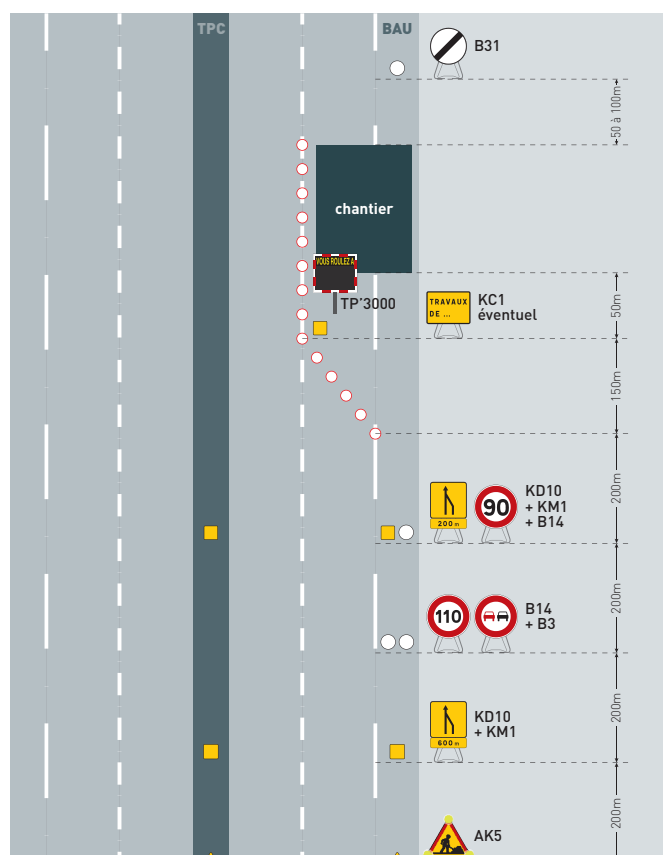 TPC
BAU
B31
50 à 100m
chantier
VOUS ROULEZ A
TP'3000
TRAVAUX
DE ...
KC1
éventuel
50m
150m
200m
90
200 m
KD10
+ KM1
+ B14
200m
110
B14
+ B3
200m
600 m
KD10
+ KM1
200m
AK5